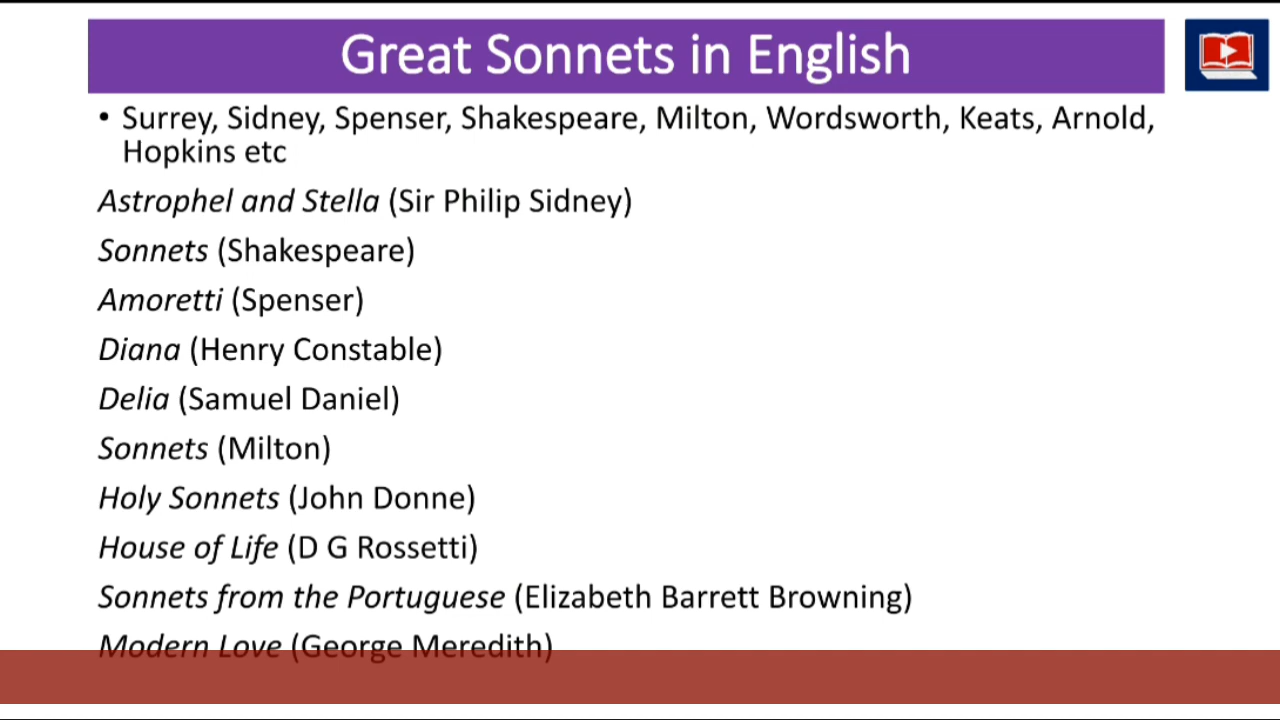 Great Sonnets in English
• Surrey, Sidney, Spenser, Shakespeare, Milton, Wordsworth, Keats, Arnold,
Hopkins etc
Astrophel and Stella (Sir Philip Sidney)
Sonnets (Shakespeare)
Amoretti (Spenser)
Diana (Henry Constable)
Delia (Samuel Daniel)
Sonnets (Milton)
Holy Sonnets (John Donne)
House of Life (D G Rossetti)
Sonnets from the Portuguese (Elizabeth Barrett Browning)
Modern Love (George Meredith)